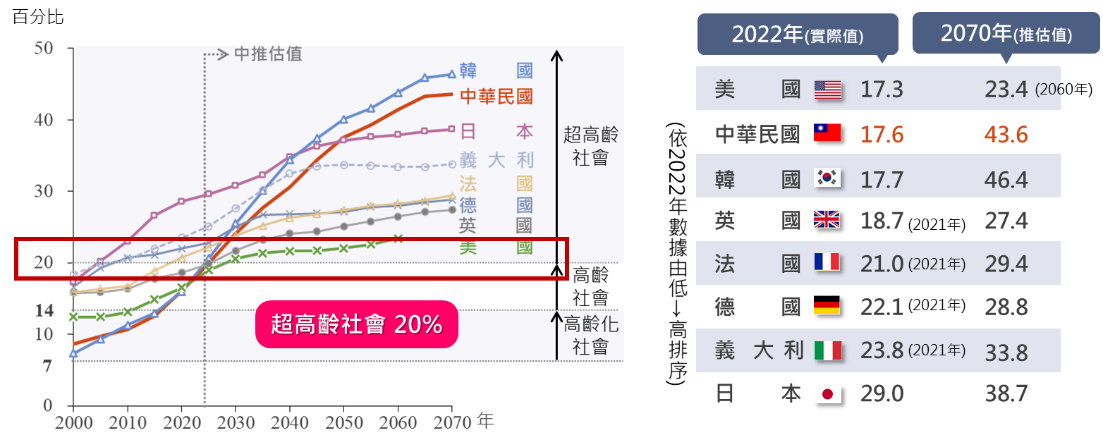 百分比
50
40
30
20
14
10
7
0
2000 2010 2020 2030 2040 2050 2060 2070 年
中推估值
韓 國
中華民國
日 本
義 大 利
法 國
德 國
英 國
美 國
超高齡
社會
高齡
社會
高齡化
社會
超高齡社會 20%
(依2022年數據由低→高排序)
2022年(實際值) 2070年(推估值)
美 國 17.3 23.4 (2060年)
中華民國 17.6 43.6
韓 國 17.7 46.4
英 國 18.7 (2021年) 27.4
法 國 21.0 (2021年) 29.4
德 國 22.1 (2021年) 28.8
義 大 利 23.8 (2021年) 33.8
日 本 29.0 38.7